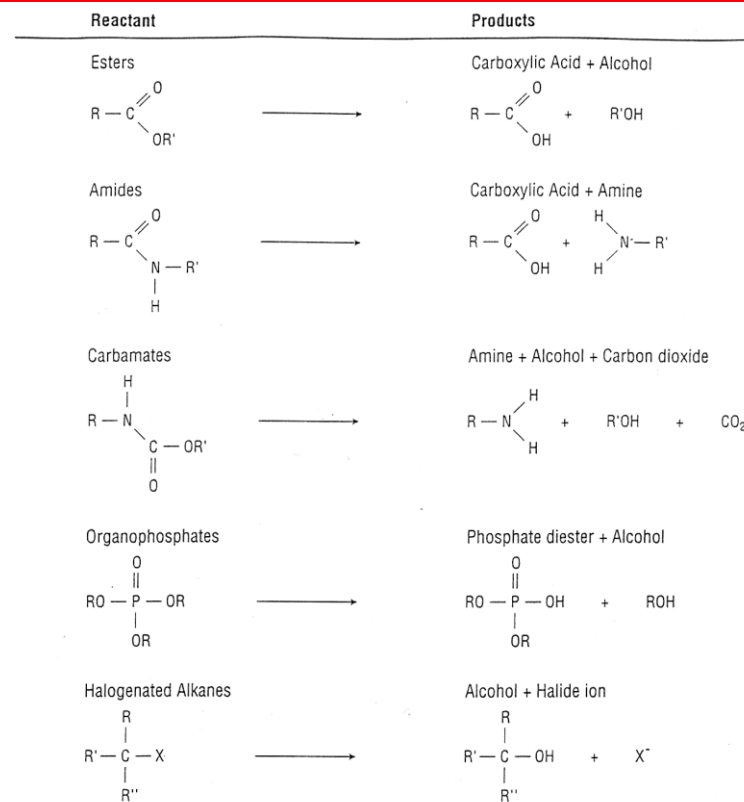 Reactant Products
Esters Carboxylic Acid + Alcohol
O O
R — C R — C + R'OH
OR' OH
Amides Carboxylic Acid + Amine
O O H
R — C R — C + N — R'
N — R' OH H
H
Carbamates Amine + Alcohol + Carbon dioxide
H
H
R — N R — N + R'OH + CO₂
C — OR' H
O
Organophosphates Phosphate diester + Alcohol
O O
RO — P — OR RO — P — OH + ROH
OR OR
Halogenated Alkanes Alcohol + Halide ion
R R
R' — C — X R' — C — OH + X⁻
R'' R''